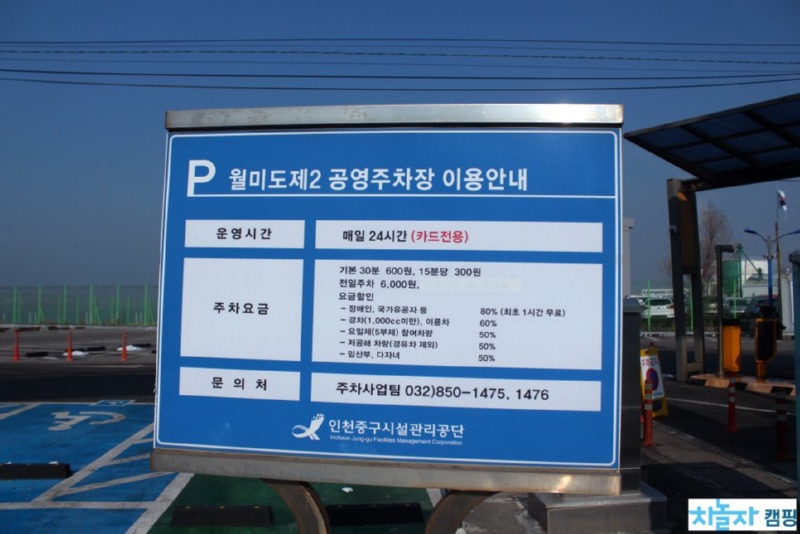 P 월미도제2 공영주차장 이용안내
운영시간 매일 24시간 (카드전용)
주차요금
기본 30분 600원, 15분당 300원
전일주차 6,000원,
요금할인
- 장애인, 국가유공자 등 80% (최초 1시간 무료)
- 경차(1,000cc미만), 이륜차 60%
- 요일제(5부제) 참여차량 50%
- 저공해 차량(경유차 제외) 50%
- 임산부, 다자녀 50%
문의처 주차사업팀 032)850-1475, 1476
인천중구시설관리공단
Incheon Jung-gu Facilities Management Corporation
차놀자 캠핑